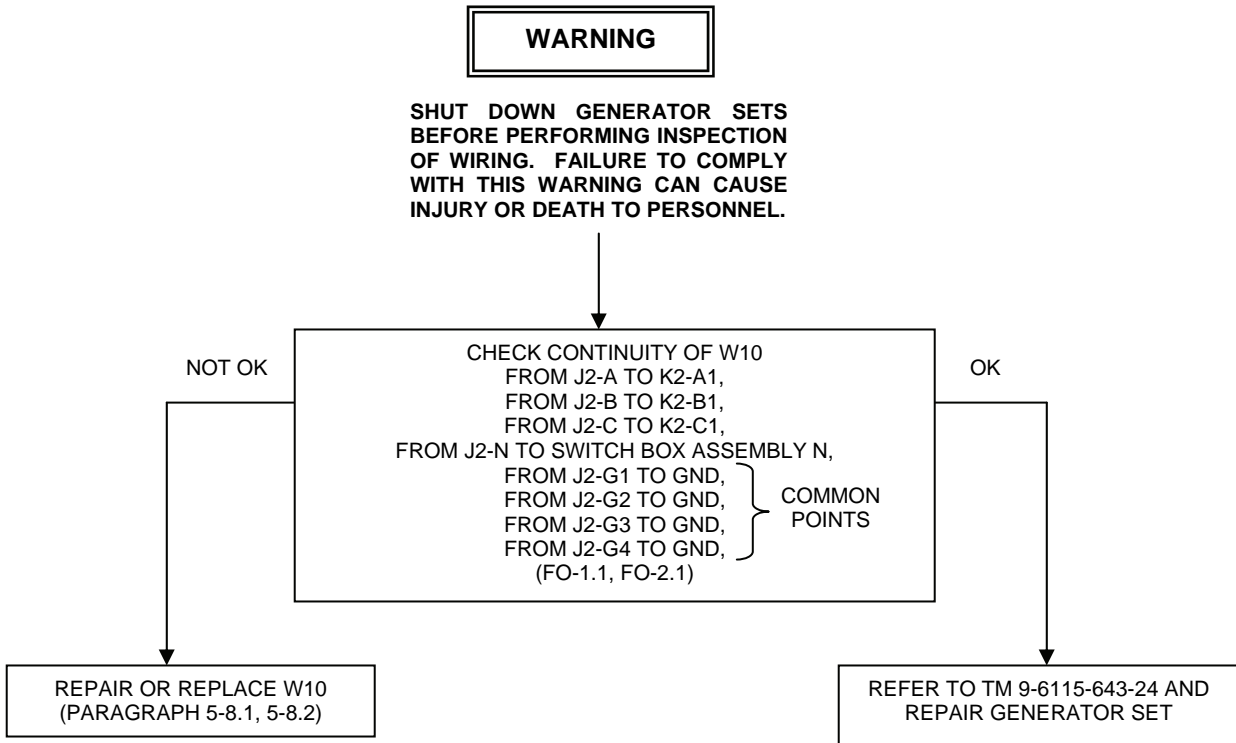 WARNING
SHUT DOWN GENERATOR SETS
BEFORE PERFORMING INSPECTION
OF WIRING. FAILURE TO COMPLY
WITH THIS WARNING CAN CAUSE
INJURY OR DEATH TO PERSONNEL.
NOT OK
CHECK CONTINUITY OF W10
FROM J2-A TO K2-A1,
FROM J2-B TO K2-B1,
FROM J2-C TO K2-C1,
FROM J2-N TO SWITCH BOX ASSEMBLY N,
FROM J2-G1 TO GND,
FROM J2-G2 TO GND,
FROM J2-G3 TO GND,
FROM J2-G4 TO GND,
(FO-1.1, FO-2.1)
COMMON
POINTS
OK
REPAIR OR REPLACE W10
(PARAGRAPH 5-8.1, 5-8.2)
REFER TO TM 9-6115-643-24 AND
REPAIR GENERATOR SET